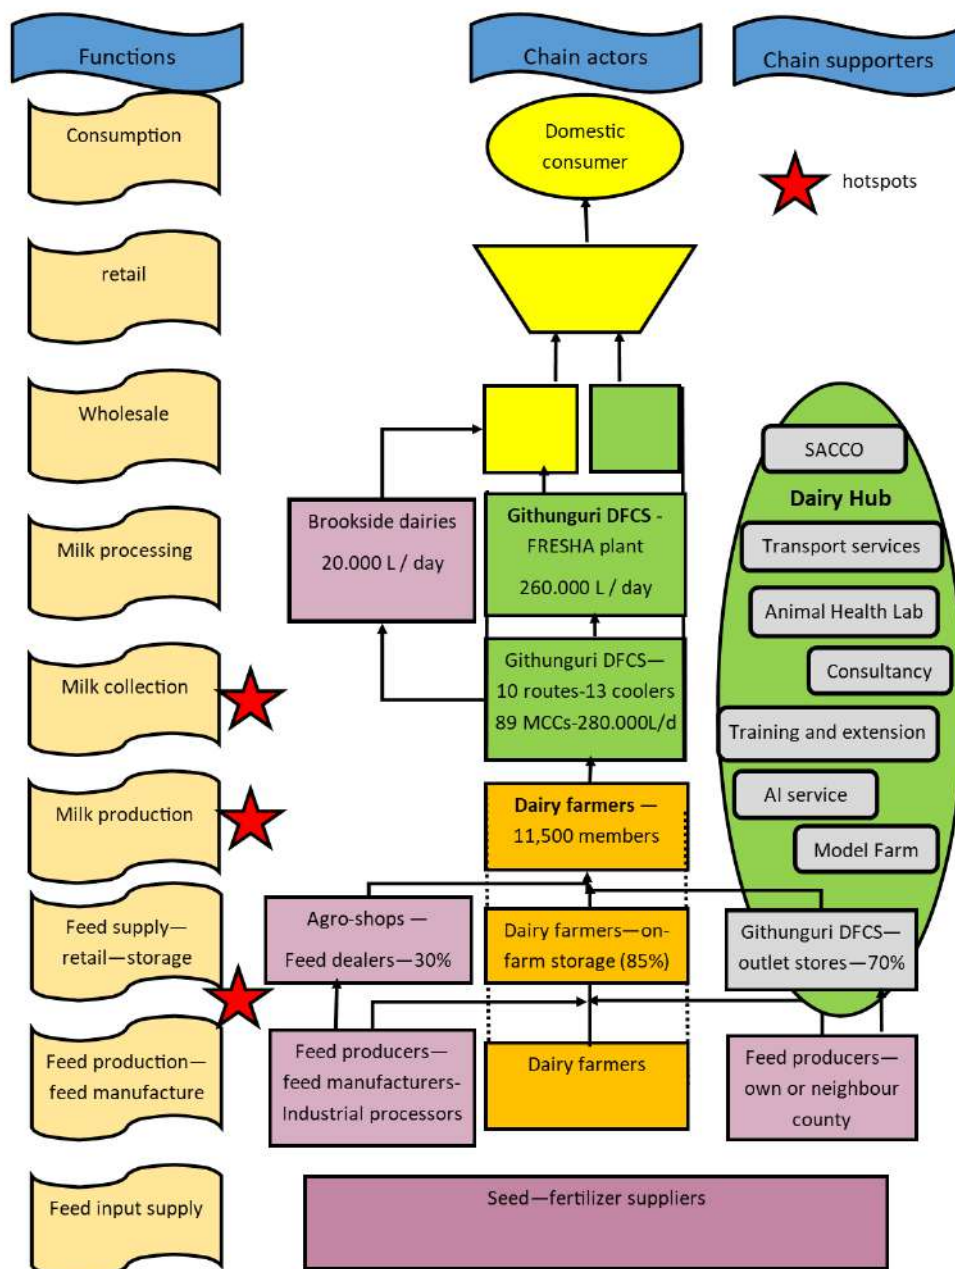 Functions
Chain actors
Chain supporters
Consumption
Domestic
consumer
hotspots
retail
Wholesale
SACCO
Dairy Hub
Milk processing
Brookside dairies
20.000 L / day
Githunguri DFCS -
FRESHA plant
260.000 L / day
Transport services
Animal Health Lab
Consultancy
Training and extension
AI service
Model Farm
Milk collection
Githunguri DFCS—
10 routes-13 coolers
89 MCCs-280.000L/d
Milk production
Dairy farmers —
11,500 members
Feed supply—
retail—storage
Agro-shops —
Feed dealers—30%
Dairy farmers—on-
farm storage (85%)
Githunguri DFCS—
outlet stores—70%
Feed production—
feed manufacture
Feed producers—
feed manufacturers-
Industrial processors
Dairy farmers
Feed producers—
own or neighbour
county
Feed input supply
Seed—fertilizer suppliers